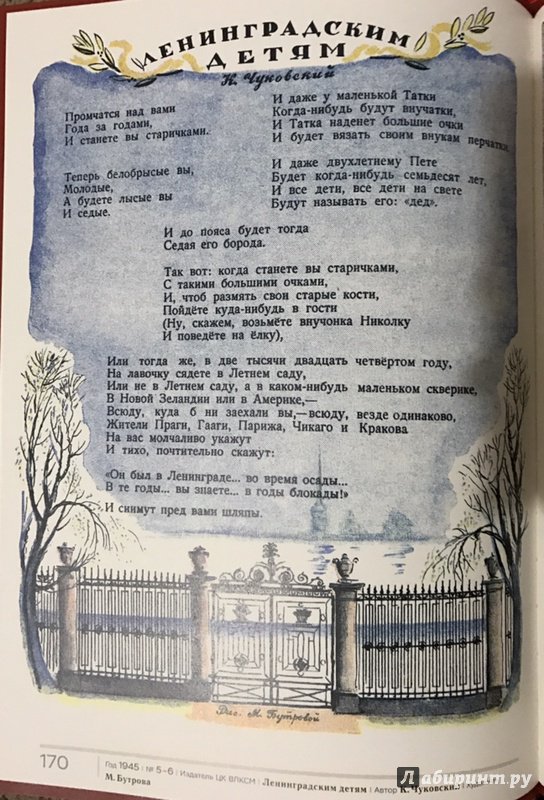 ЛЕНИНГРАДСКИМ
ДЕТЯМ
К. Чуковский
Промчатся над вами
Года за годами,
И станете вы старичками.
Теперь белобрысые вы,
Молодые,
А будете лысые вы
И седые.
И даже у маленькой Татки
Когда-нибудь будут внучатки,
И Татка наденет большие очки
И будет вязать своим внукам перчатки.
И даже двухлетнему Пете
Будет когда-нибудь семьдесят лет,
И все дети, все дети на свете
Будут называть его: «дед».
И до пояса будет тогда
Седая его борода.
Так вот: когда станете вы старичками,
С такими большими очками,
И, чтоб размять свои старые кости,
Пойдёте куда-нибудь в гости
(Ну, скажем, возьмёте внучонка Николку
И поведёте на ёлку),
Или тогда же, в две тысячи двадцать четвёртом году,
На лавочку сядете в Летнем саду,
Или не в Летнем саду, а в каком-нибудь маленьком скверике,
В Новой Зеландии или в Америке,—
Всюду, куда б ни заехали вы,—всюду, везде одинаково,
Жители Праги, Гааги, Парижа, Чикаго и Кракова
На вас молчаливо укажут
И тихо, почтительно скажут:
«Он был в Ленинграде... во время осады...
В те годы... вы знаете... в годы блокады!»
И снимут пред вами шляпы.
Рис. М. Бутровой
170
Год 1945 / № 5-6 | Издатель ЦК ВЛКСМ | Ленинградским детям | Автор К. Чуковский |
М. Бутрова
лабиринт.ру